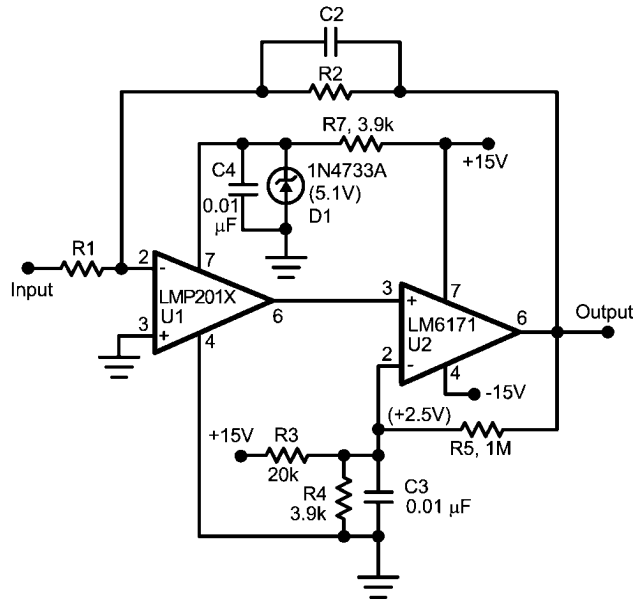 C2
R2
R7, 3.9k
+15V
C4
0.01
μF
1N4733A
(5.1V)
D1
R1
Input
2
-
7
LMP201X
U1
3
+
4
6
3
+
7
LM6171
U2
2
-
4
6
Output
-15V
(+2.5V)
R5, 1M
+15V
R3
20k
R4
3.9k
C3
0.01 μF